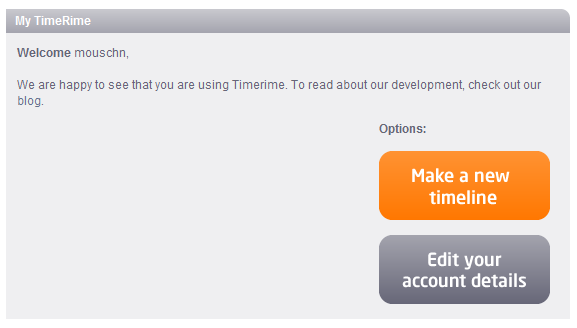 My TimeRime
Welcome mouschn,
We are happy to see that you are using Timerime. To read about our development, check out our
blog.
Options:
Make a new
timeline
Edit your
account details